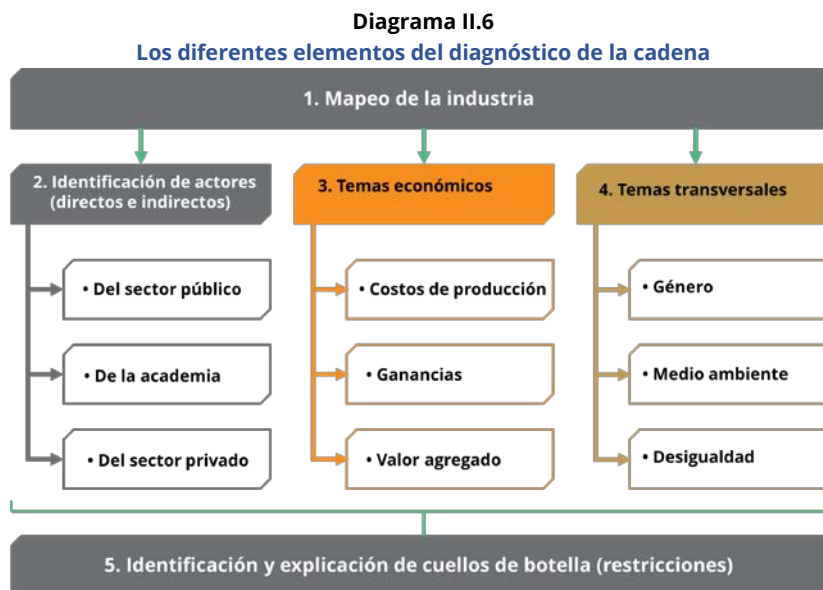 Diagrama II.6
Los diferentes elementos del diagnóstico de la cadena
1. Mapeo de la industria
2. Identificación de actores
(directos e indirectos)
• Del sector público
• De la academia
• Del sector privado
3. Temas económicos
• Costos de producción
• Ganancias
• Valor agregado
4. Temas transversales
• Género
• Medio ambiente
• Desigualdad
5. Identificación y explicación de cuellos de botella (restricciones)